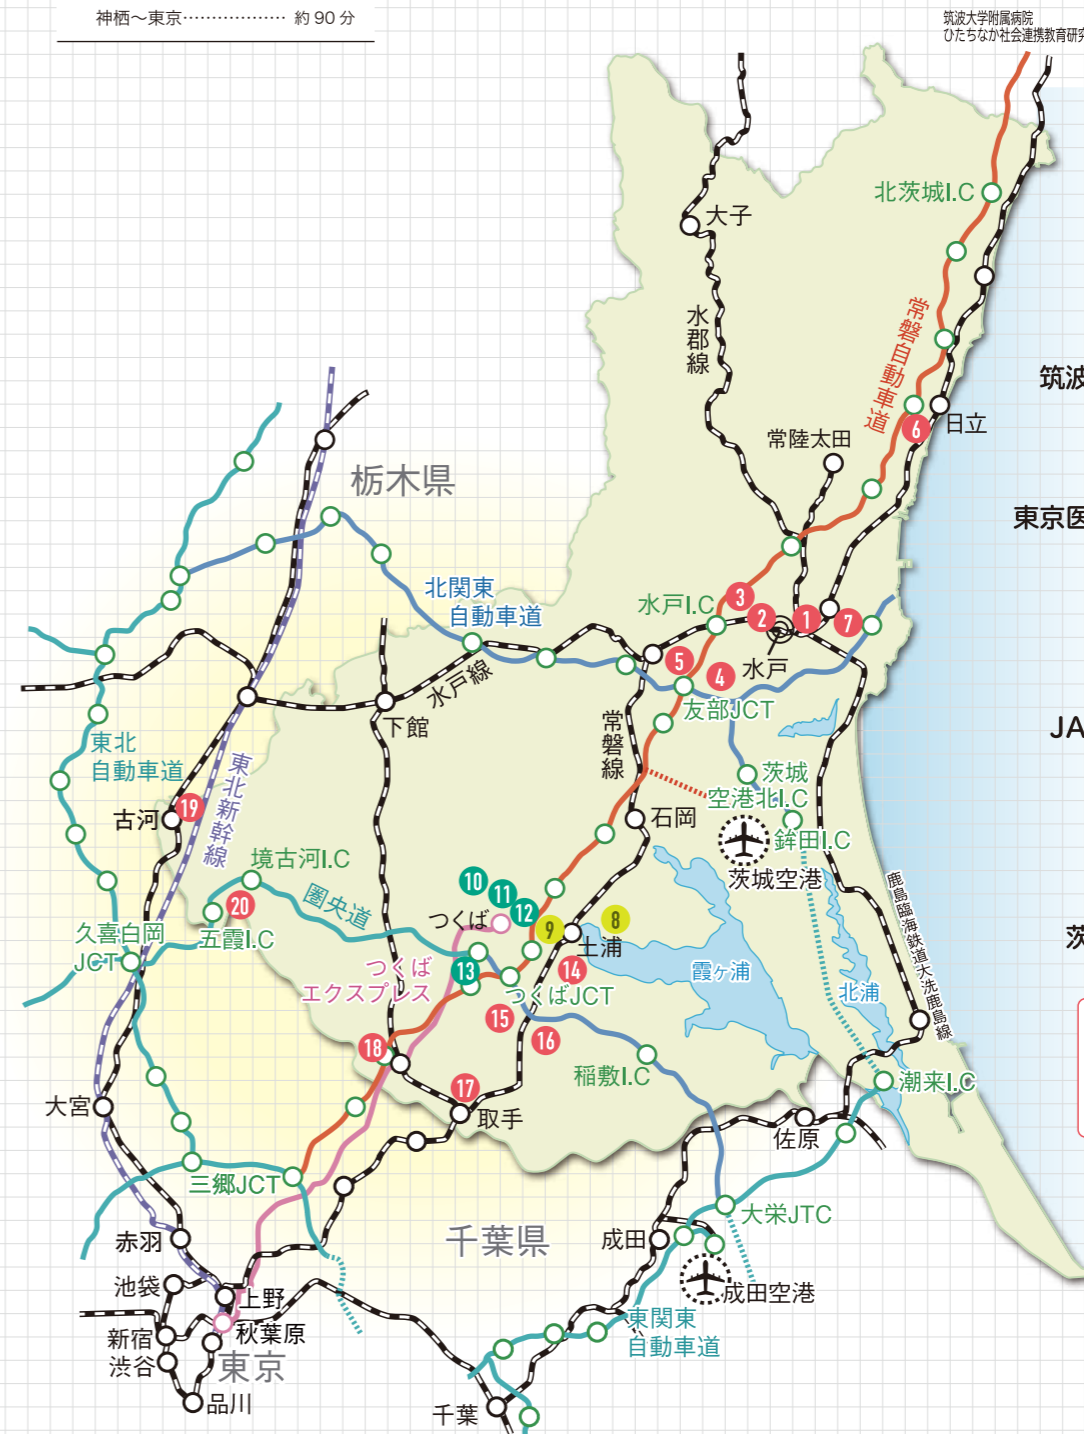 神栖～東京……………… 約90分
筑波大学附属病院
ひたちなか社会連携教育研究
北茨城I.C
大子
水郡線
常磐自動車道
筑波
6
日立
常陸太田
栃木県
東京医
北関東
自動車道
水戸I.C
3
2
1
7
5
4
水戸
水戸線
友部JCT
下館
常磐線
JA
東北
自動車道
東北新幹線
茨城
空港北I.C
古河
19
石岡
鉾田I.C
茨城空港
境古河I.C
鹿島臨海鉄道大洗鹿島線
10
11
12
圏央道
20
つくば
9
8
久喜白岡
JCT
五霞I.C
土浦
茨
つくば
エクスプレス
13
14
霞ヶ浦
北浦
つくばJCT
15
16
18
稲敷I.C
17
潮来I.C
大宮
取手
佐原
三郷JCT
大栄JTC
赤羽
千葉県
成田
池袋
上野
成田空港
新宿
秋葉原
東関東
自動車道
渋谷
東京
品川
千葉